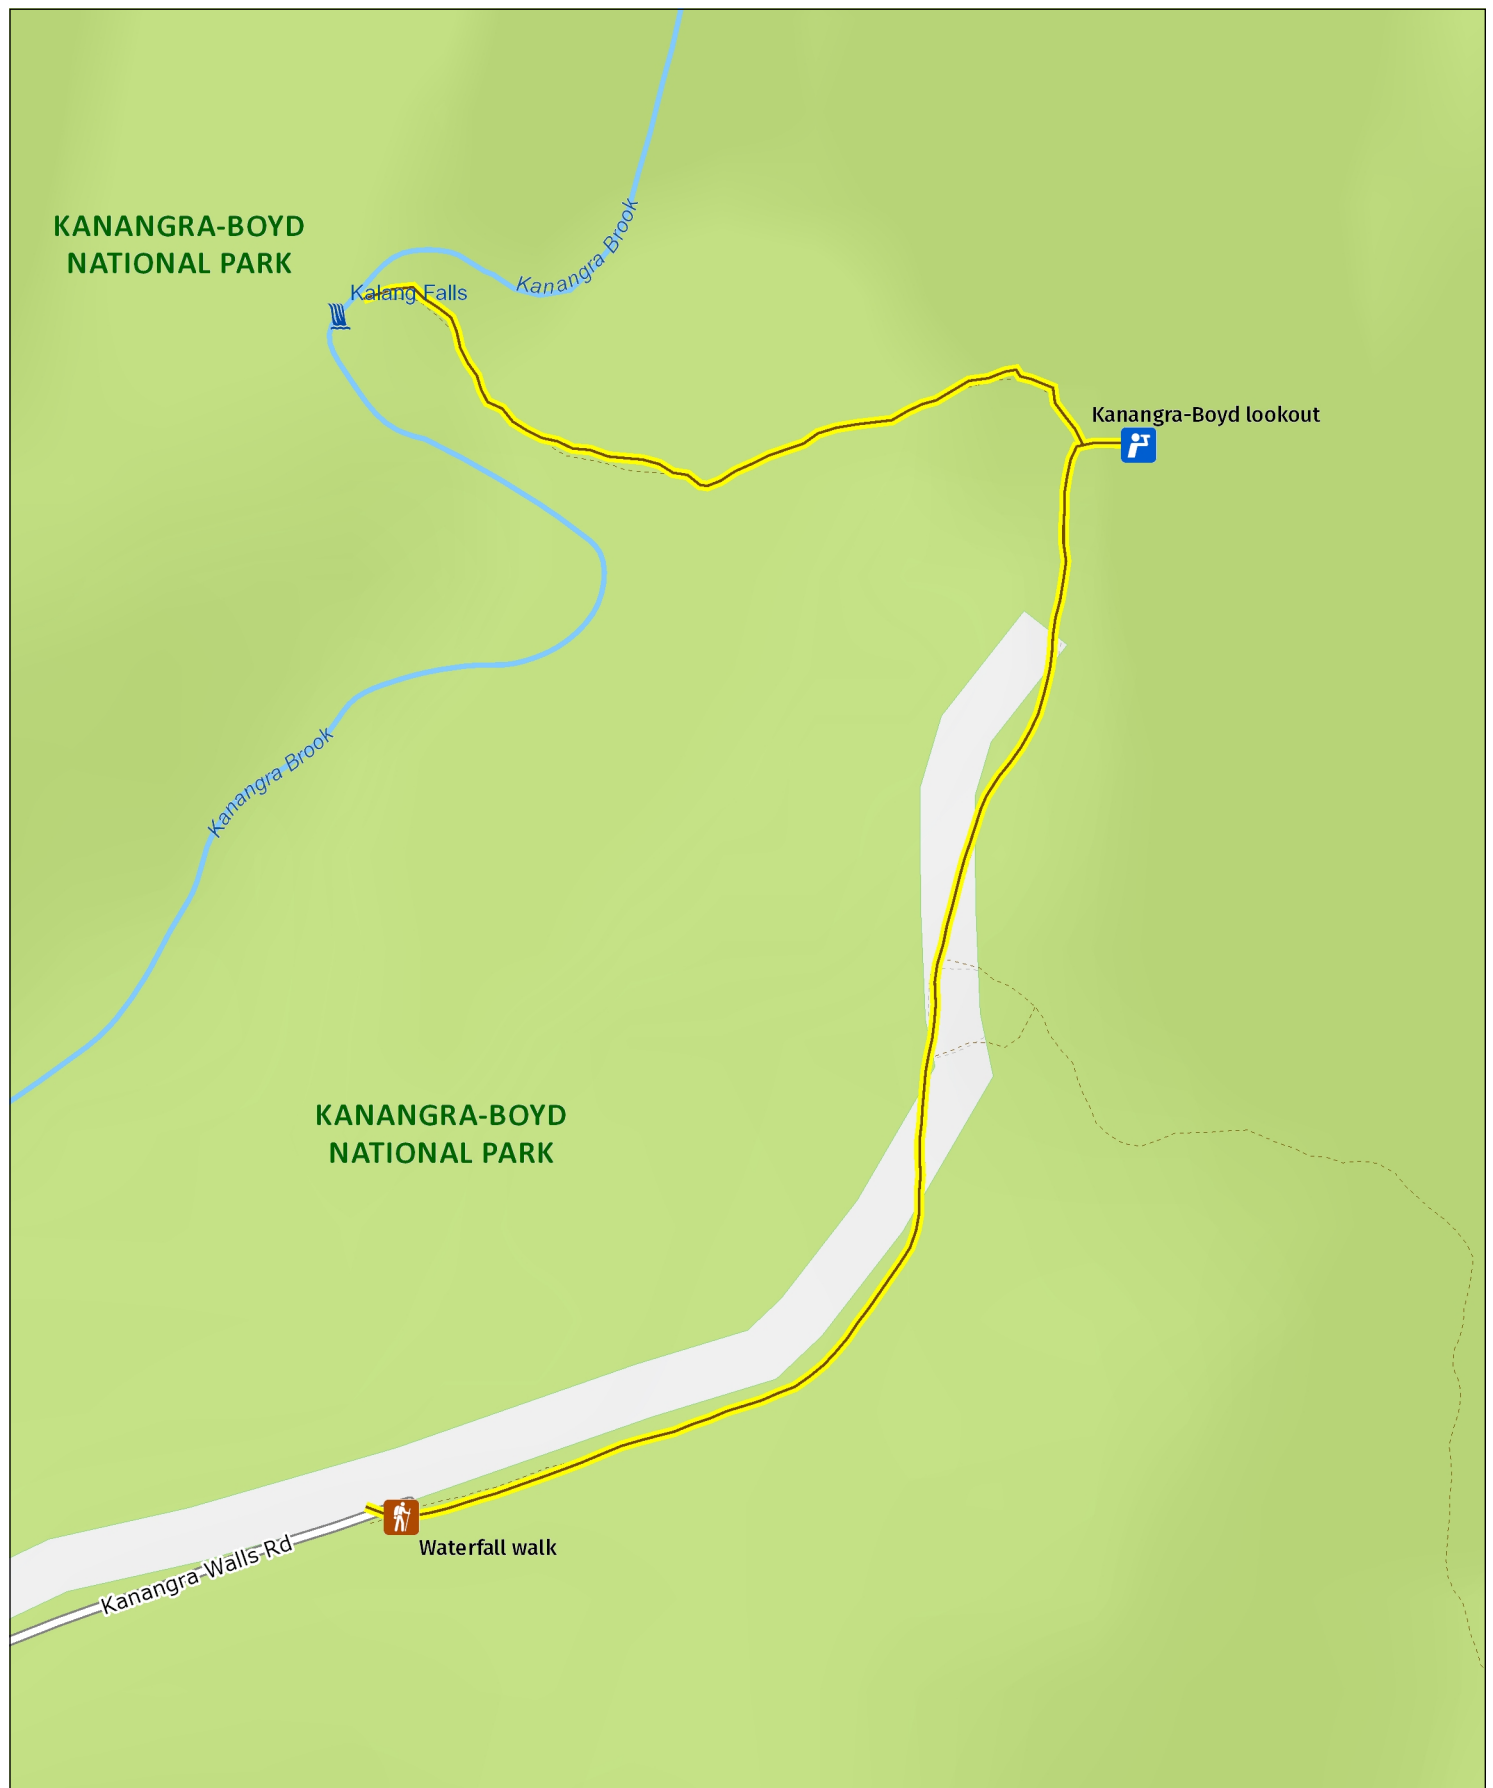 KANANGRA-BOYD
NATIONAL PARK
Kanangra Brook
Kalang Falls
Kanangra-Boyd lookout
Kanangra Brook
KANANGRA-BOYD
NATIONAL PARK
Kanangra Walls Rd
Waterfall walk